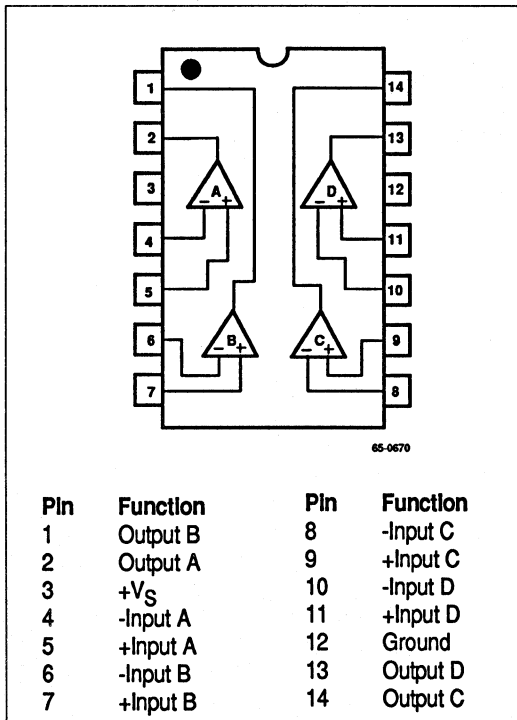 1 14
2 13
A D
3 - + - + 12
4 11
5 10
6 B C 9
- + - +
7 8
65-0670
Pin Function Pin Function
1 Output B 8 -Input C
2 Output A 9 +Input C
3 +VS 10 -Input D
4 -Input A 11 +Input D
5 +Input A 12 Ground
6 -Input B 13 Output D
7 +Input B 14 Output C